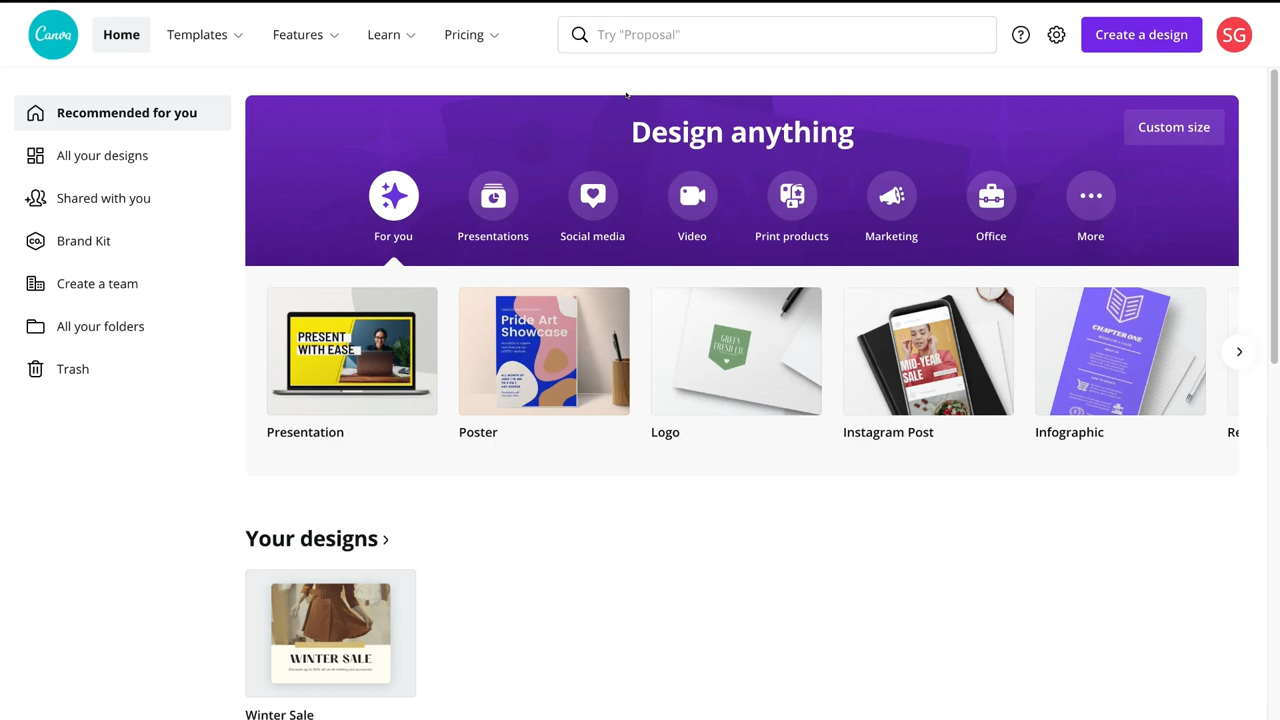 Canva
Home
Templates
Features
Learn
Pricing
Try "Proposal"
Create a design
SG
Recommended for you
All your designs
Shared with you
Brand Kit
Create a team
All your folders
Trash
Design anything
Custom size
For you
Presentations
Social media
Video
Print products
Marketing
Office
More
PRESENT
WITH EASE
Pride Art
Showcase
GREEN
FRESH CO.
MID-YEAR
SALE
CHAPTER ONE
Presentation
Poster
Logo
Instagram Post
Infographic
Re
Your designs
WINTER SALE
Winter Sale